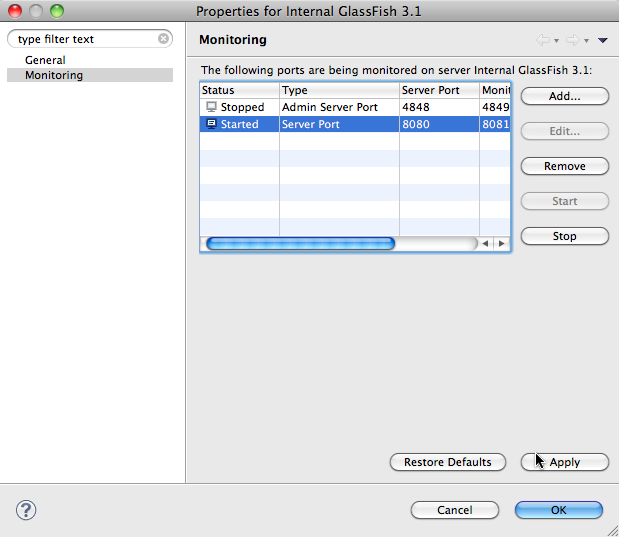 Properties for Internal GlassFish 3.1
type filter text
General
Monitoring
Monitoring
The following ports are being monitored on server Internal GlassFish 3.1:
Status Type Server Port Monit
Stopped Admin Server Port 4848 4849
Started Server Port 8080 8081
Add...
Edit...
Remove
Start
Stop
Restore Defaults Apply
? Cancel OK